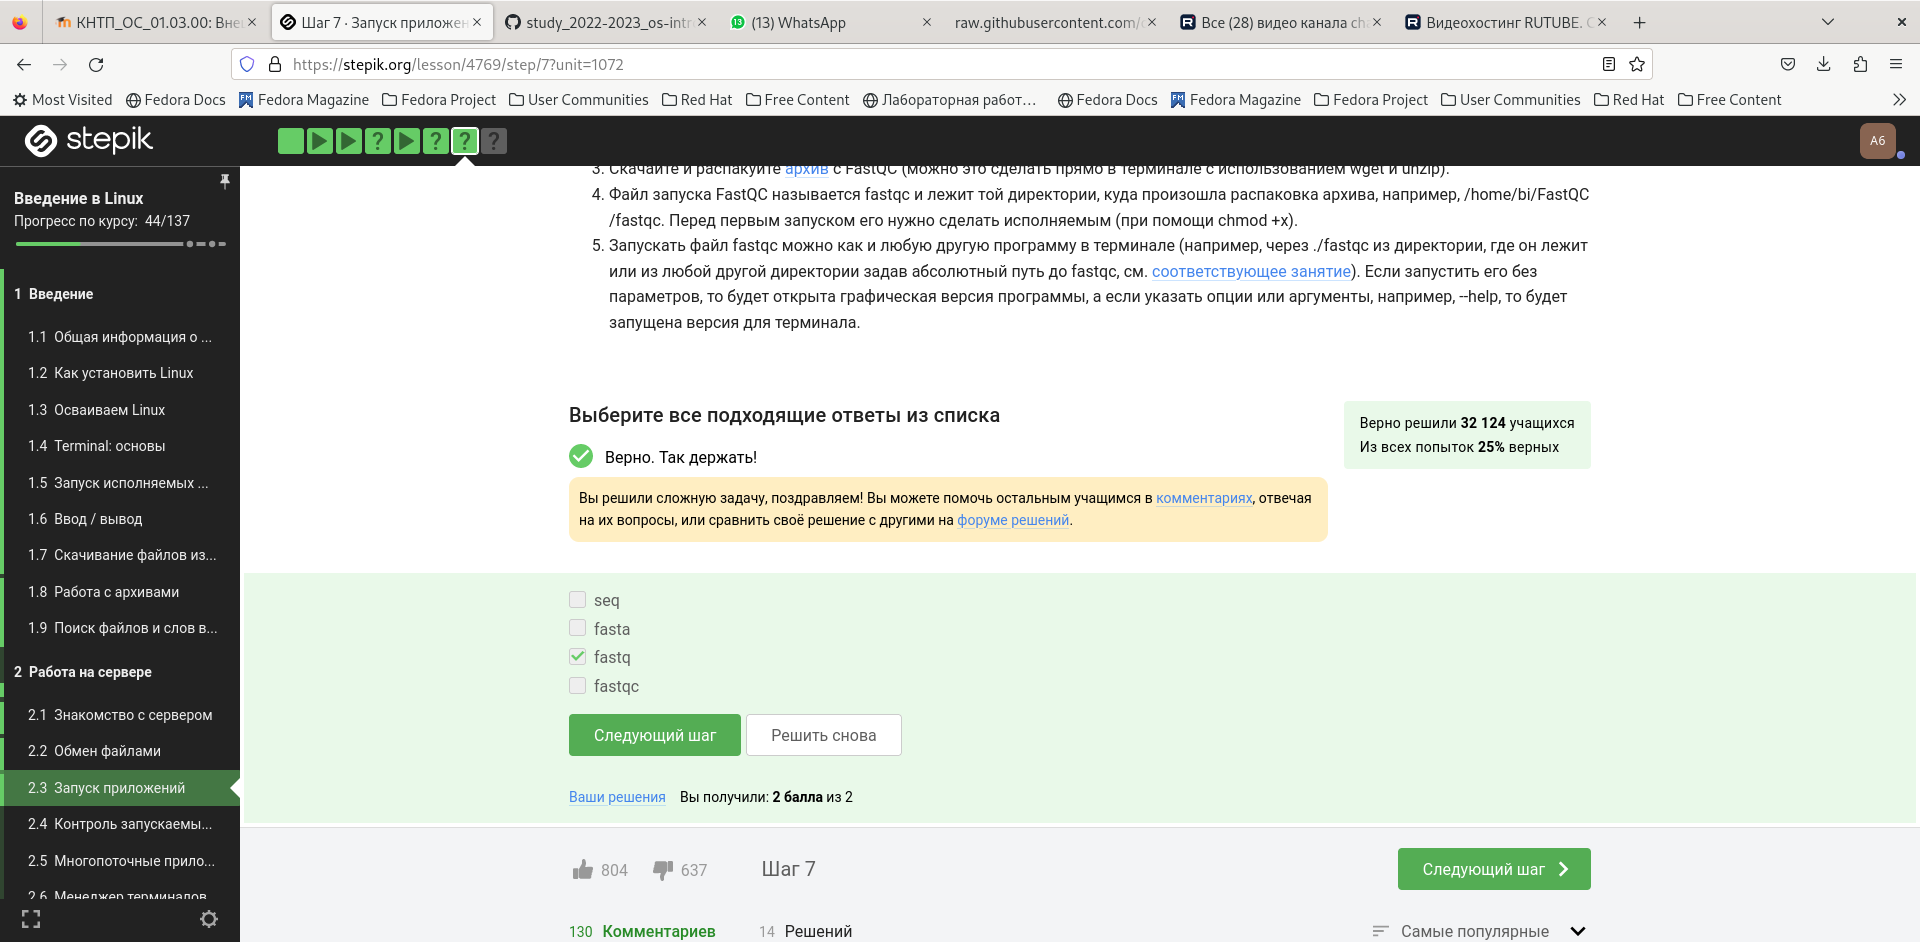 КНТП_ОС_01.03.00: Вне
Шаг 7 · Запуск приложен
study_2022-2023_os-intr
(13) WhatsApp
raw.githubusercontent.com/
Все (28) видео канала
Видеохостинг RUTUBE.
https://stepik.org/lesson/4769/step/7?unit=1072
Most Visited Fedora Docs Fedora Magazine Fedora Project User Communities Red Hat Free Content Лабораторная работ… Fedora Docs Fedora Magazine Fedora Project User Communities Red Hat Free Content
stepik
? ? ? ?
A6
Введение в Linux
Прогресс по курсу: 44/137
1 Введение
1.1 Общая информация о ...
1.2 Как установить Linux
1.3 Осваиваем Linux
1.4 Terminal: основы
1.5 Запуск исполняемых ...
1.6 Ввод / вывод
1.7 Скачивание файлов из...
1.8 Работа с архивами
1.9 Поиск файлов и слов в...
2 Работа на сервере
2.1 Знакомство с сервером
2.2 Обмен файлами
2.3 Запуск приложений
2.4 Контроль запускаемы...
2.5 Многопоточные прило...
2.6 Менеджер терминалов
3. Скачайте и распакуйте архив с FastQC (можно это сделать прямо в терминале с использованием wget и unzip).
4. Файл запуска FastQC называется fastqc и лежит той директории, куда произошла распаковка архива, например, /home/bi/FastQC
/fastqc. Перед первым запуском его нужно сделать исполняемым (при помощи chmod +x).
5. Запускать файл fastqc можно как и любую другую программу в терминале (например, через ./fastqc из директории, где он лежит
или из любой другой директории задав абсолютный путь до fastqc, см. соответствующее занятие). Если запустить его без
параметров, то будет открыта графическая версия программы, а если указать опции или аргументы, например, --help, то будет
запущена версия для терминала.
Выберите все подходящие ответы из списка
Верно. Так держать!
Верно решили 32 124 учащихся
Из всех попыток 25% верных
Вы решили сложную задачу, поздравляем! Вы можете помочь остальным учащимся в комментариях, отвечая
на их вопросы, или сравнить своё решение с другими на форуме решений.
seq
fasta
fastq
fastqc
Следующий шаг Решить снова
Ваши решения Вы получили: 2 балла из 2
804 637 Шаг 7 Следующий шаг
130 Комментариев 14 Решений Самые популярные